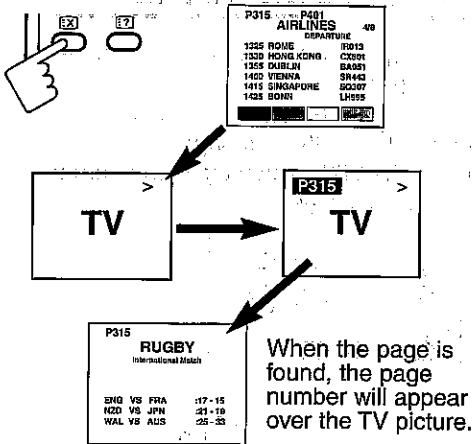 P315 P401
AIRLINES 4/8
DEPARTURE
1325 ROME IR013
1330 HONG KONG CX501
1355 DUBLIN BA051
1400 VIENNA SR443
1415 SINGAPORE SQ307
1425 BONN LH555
>
TV
P315 >
TV
P315
RUGBY
International Match
ENG VS FRA :17-15
NZD VS JPN :21-19
WAL VS AUS :25-33
When the page is
found, the page
number will appear
over the TV picture.